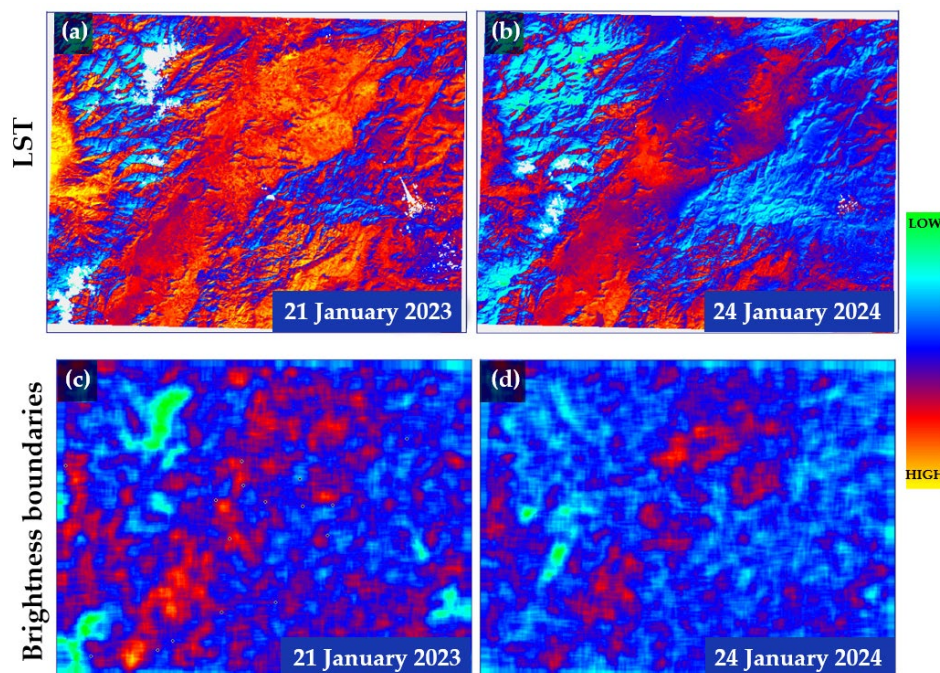 (a)
(b)
LST
21 January 2023
24 January 2024
LOW
HIGH
(c)
(d)
Brightness boundaries
21 January 2023
24 January 2024